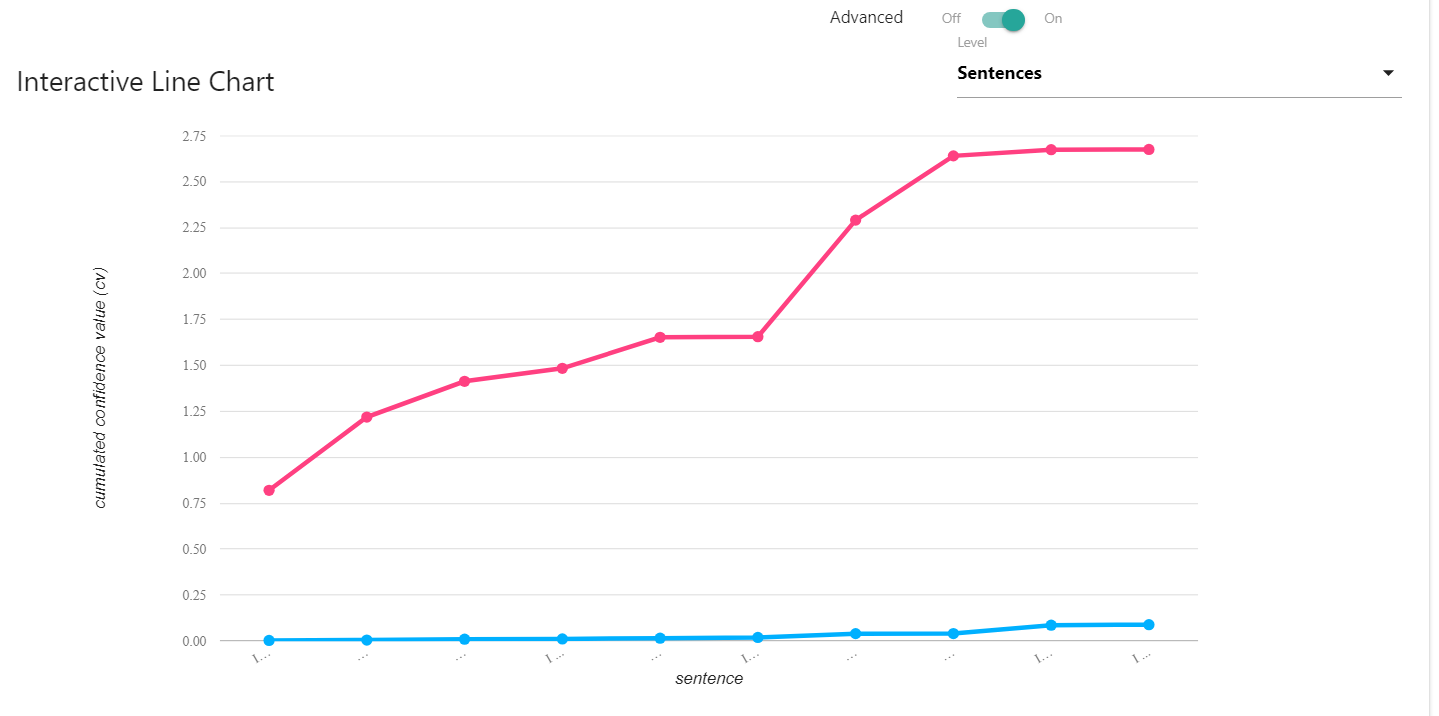 Advanced Off On
Level
Sentences
Interactive Line Chart
2.75
2.50
2.25
2.00
1.75
1.50
1.25
1.00
0.75
0.50
0.25
0.00
cumulated confidence value (cv)
I... ... ... I... ... I... ... ... I... I...
sentence